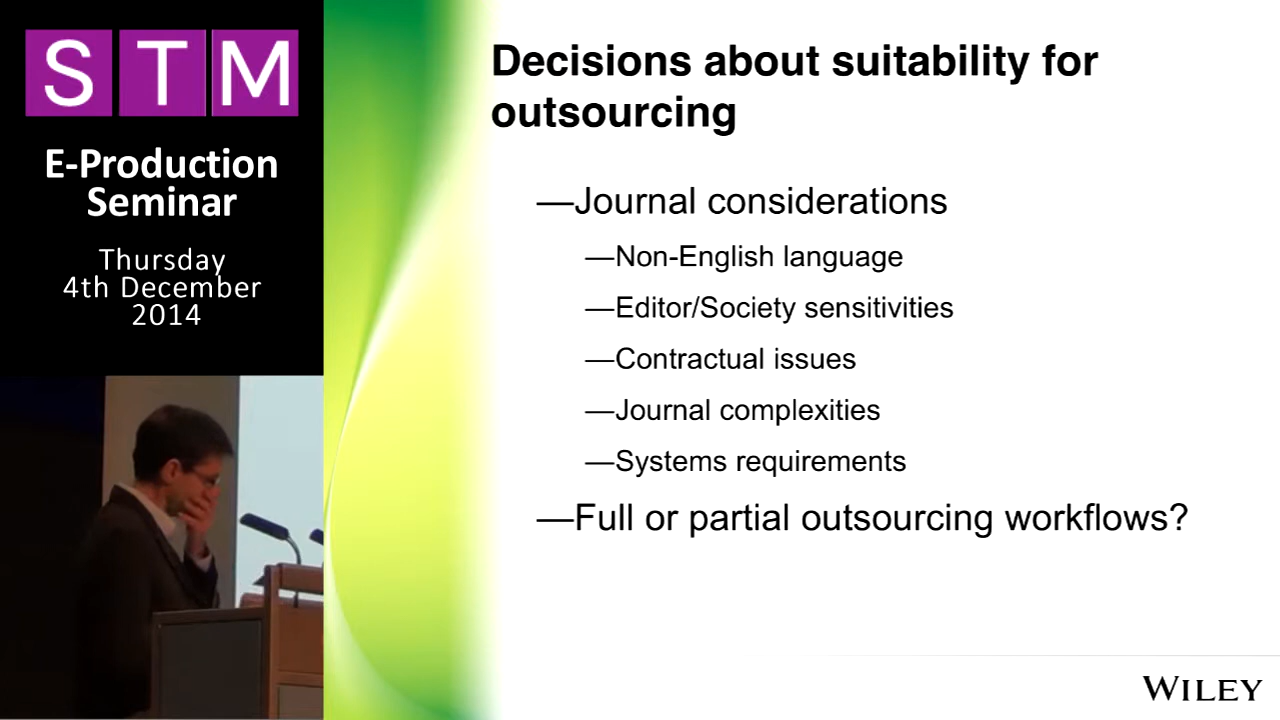 STM
E-Production
Seminar
Thursday
4th December
2014
Decisions about suitability for
outsourcing
—Journal considerations
—Non-English language
—Editor/Society sensitivities
—Contractual issues
—Journal complexities
—Systems requirements
—Full or partial outsourcing workflows?
WILEY